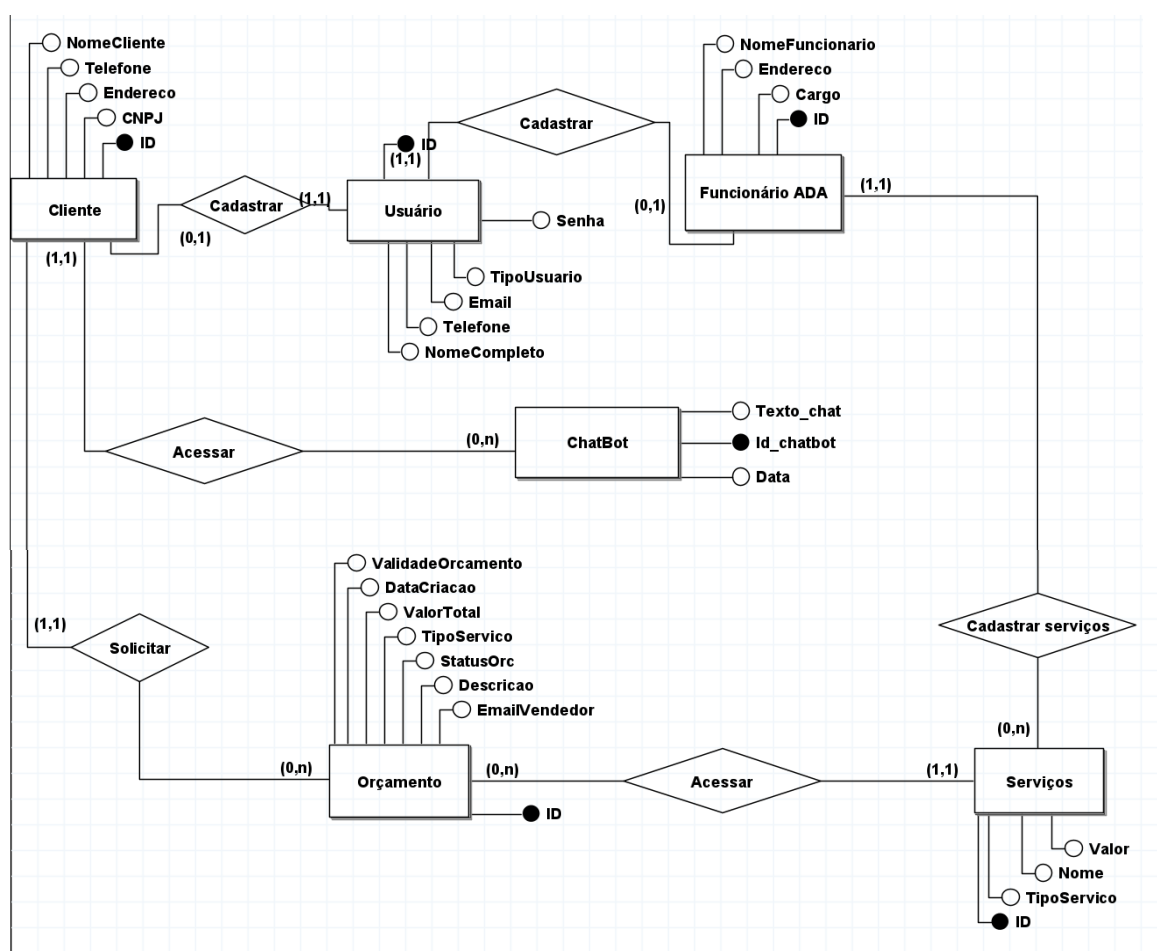 NomeCliente
Telefone
Endereco
CNPJ
ID
Cliente
(1,1)
Cadastrar
(0,1)
(1,1)
ID
(1,1)
Usuário
Senha
TipoUsuario
Email
Telefone
NomeCompleto
Cadastrar
(0,1)
NomeFuncionario
Endereco
Cargo
ID
Funcionário ADA
(1,1)
Acessar
(0,n)
ChatBot
Texto_chat
Id_chatbot
Data
(1,1)
Solicitar
(0,n)
ValidadeOrcamento
DataCriacao
ValorTotal
TipoServico
StatusOrc
Descricao
EmailVendedor
Orçamento
ID
(0,n)
Acessar
(1,1)
Cadastrar serviços
(0,n)
Serviços
Valor
Nome
TipoServico
ID